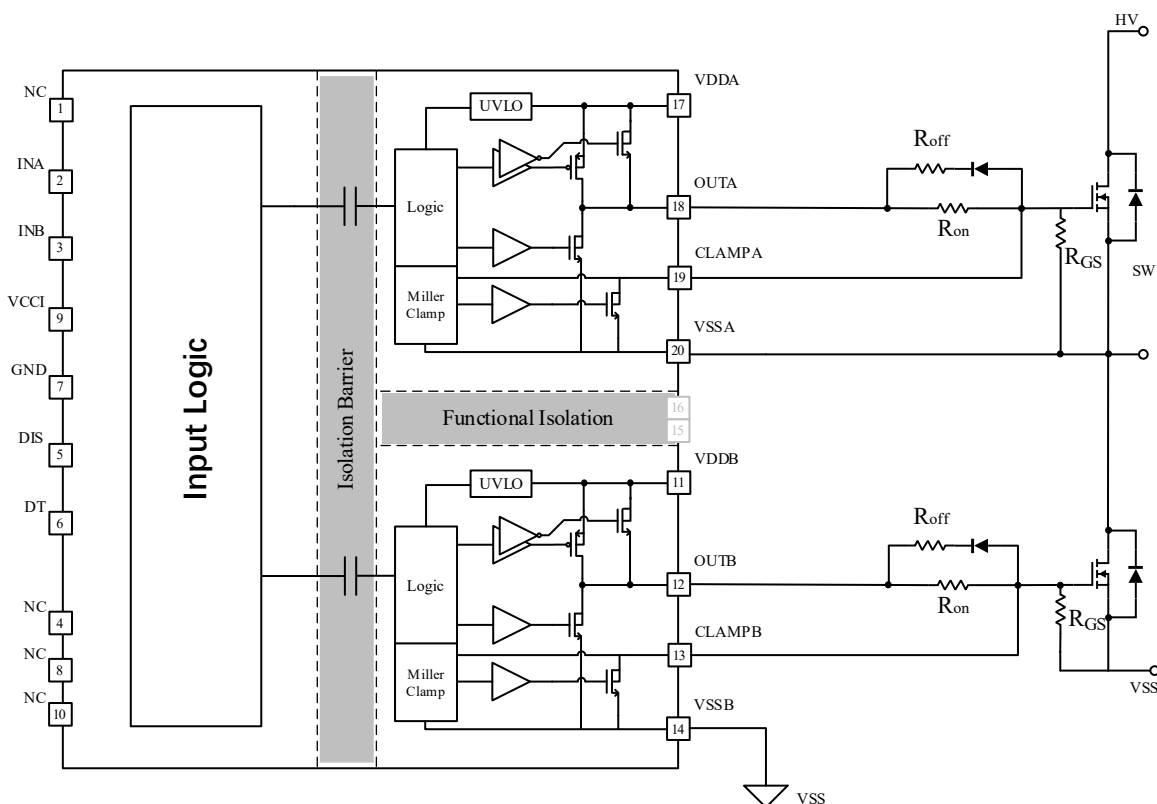 HV
VDDA
NC
1
INA
2
INB
3
VCCI
9
GND
7
DIS
5
DT
6
NC
4
NC
8
NC
10
Input Logic
Isolation Barrier
UVLO
17
Logic
OUTA
18
Miller
Clamp
CLAMPA
19
VSSA
20
Roff
Ron
RGS
SW
Functional Isolation
16
15
VDDB
11
UVLO
Logic
OUTB
12
Miller
Clamp
CLAMPB
13
VSSB
14
Roff
Ron
RGS
VSS
VSS